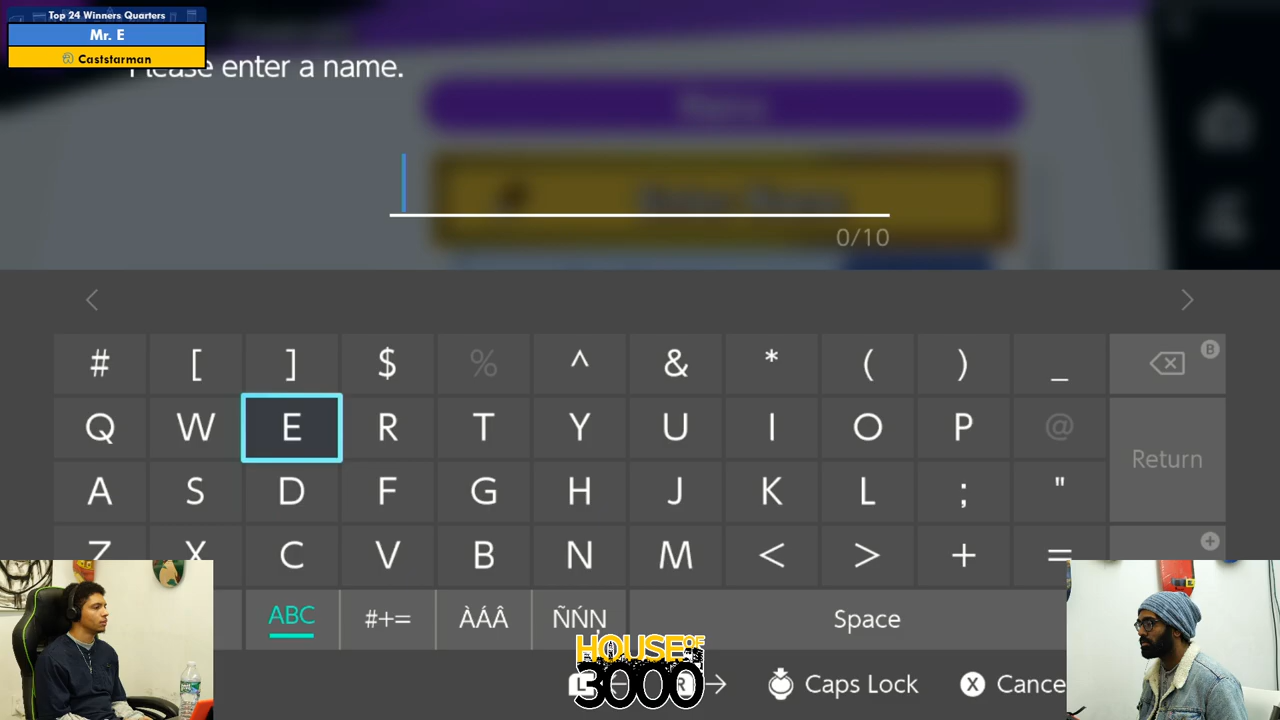 Top 24 Winners Quarters
Mr. E
Caststarman
Please enter a name.
0/10
# [ ] $ % ^ & * ( ) _ B
Q W E R T Y U I O P @
Return
A S D F G H J K L ; "
Z X C V B N M < > + = +
ABC #+= ÀÁÂ ÑŃŅ Space
HOUSE OF
3000
L R Caps Lock X Cance